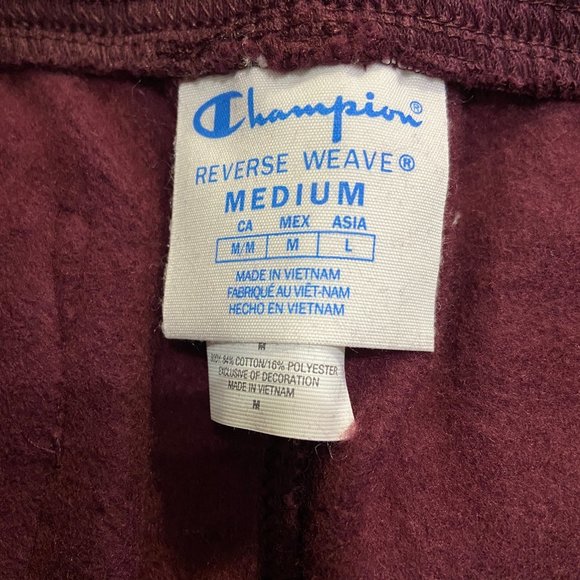 Champion®
REVERSE WEAVE®
MEDIUM
CA MEX ASIA
M/M M L
MADE IN VIETNAM
FABRIQUÉ AU VIÊT-NAM
HECHO EN VIETNAM
M
BODY: 84% COTTON/16% POLYESTER
EXCLUSIVE OF DECORATION
MADE IN VIETNAM
M